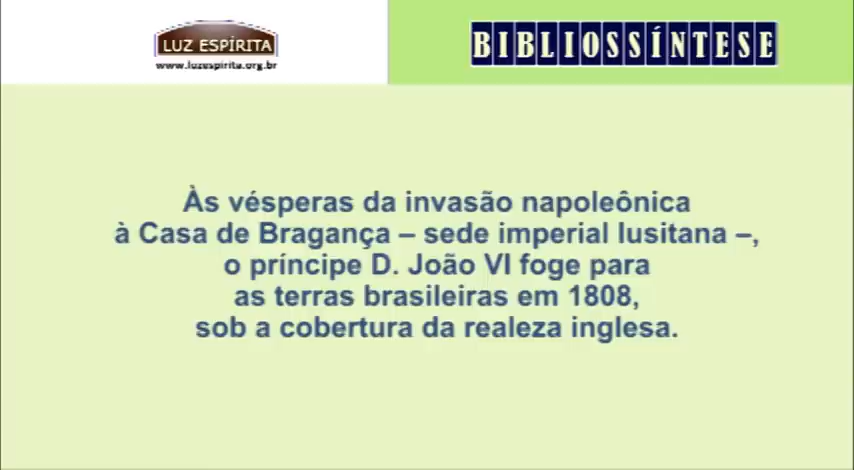 LUZ ESPÍRITA
www.luzespirita.org.br
BIBLIOSSÍNTESE
Às vésperas da invasão napoleônica
à Casa de Bragança – sede imperial lusitana –,
o príncipe D. João VI foge para
as terras brasileiras em 1808,
sob a cobertura da realeza inglesa.